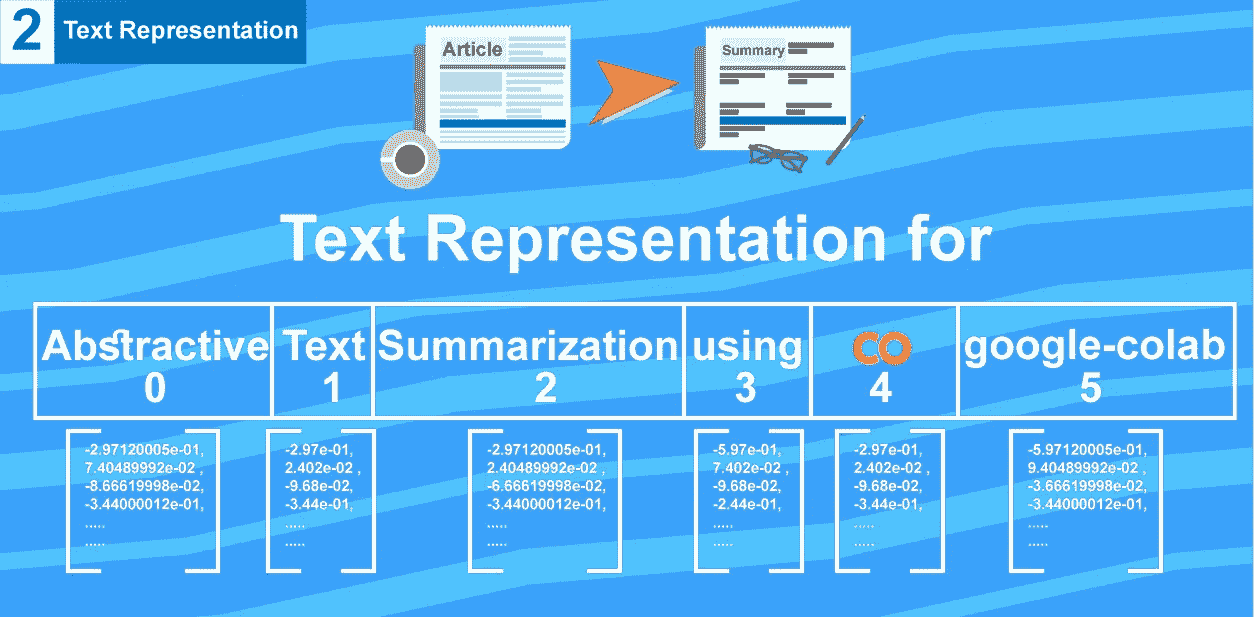 2 Text Representation
Article
Summary
Text Representation for
Abstractive Text Summarization using CO google-colab
0 1 2 3 4 5
-2.97120005e-01,
7.40489992e-02 ,
-8.66619998e-02,
-3.44000012e-01,
.....
.....
-2.97e-01,
2.402e-02 ,
-9.68e-02,
-3.44e-01,
.....
.....
-2.97120005e-01,
2.40489992e-02 ,
-6.66619998e-02,
-3.44000012e-01,
.....
.....
-5.97e-01,
7.402e-02 ,
-9.68e-02,
-2.44e-01,
.....
.....
-2.97e-01,
2.402e-02 ,
-9.68e-02,
-3.44e-01,
.....
.....
-5.97120005e-01,
9.40489992e-02 ,
-3.66619998e-02,
-3.44000012e-01,
.....
.....